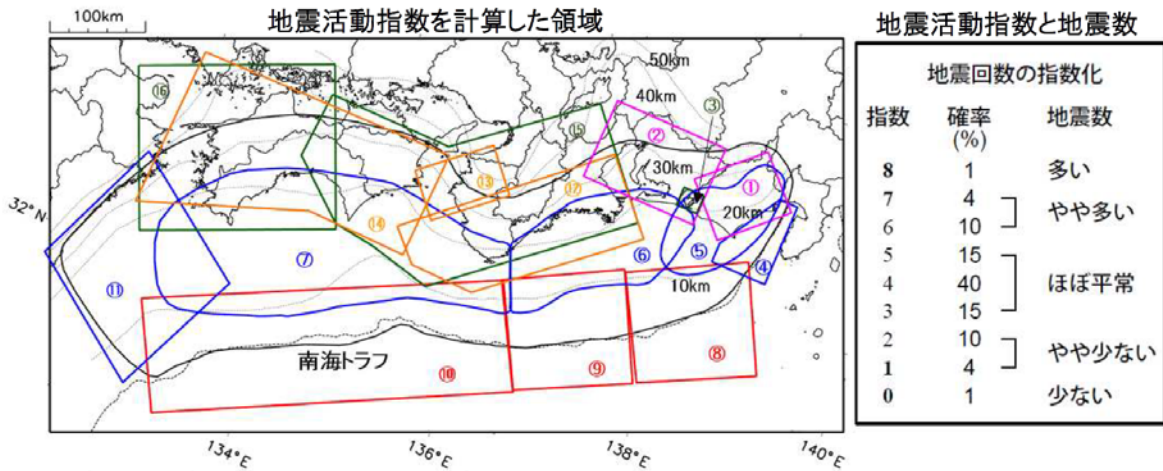 地震活動指数を計算した領域
100km
50km
40km
③
⑯
⑮
②
30km
⑬
⑰
①
32°N
20km
⑭
⑦
⑥
⑤
④
⑪
10km
南海トラフ
⑩
⑨
⑧
134°E
136°E
138°E
140°E
地震活動指数と地震数
地震回数の指数化
指数 確率 地震数
(%)
8 1 多い
7 4 やや多い
6 10
5 15
4 40 ほぼ平常
3 15
2 10 やや少ない
1 4
0 1 少ない